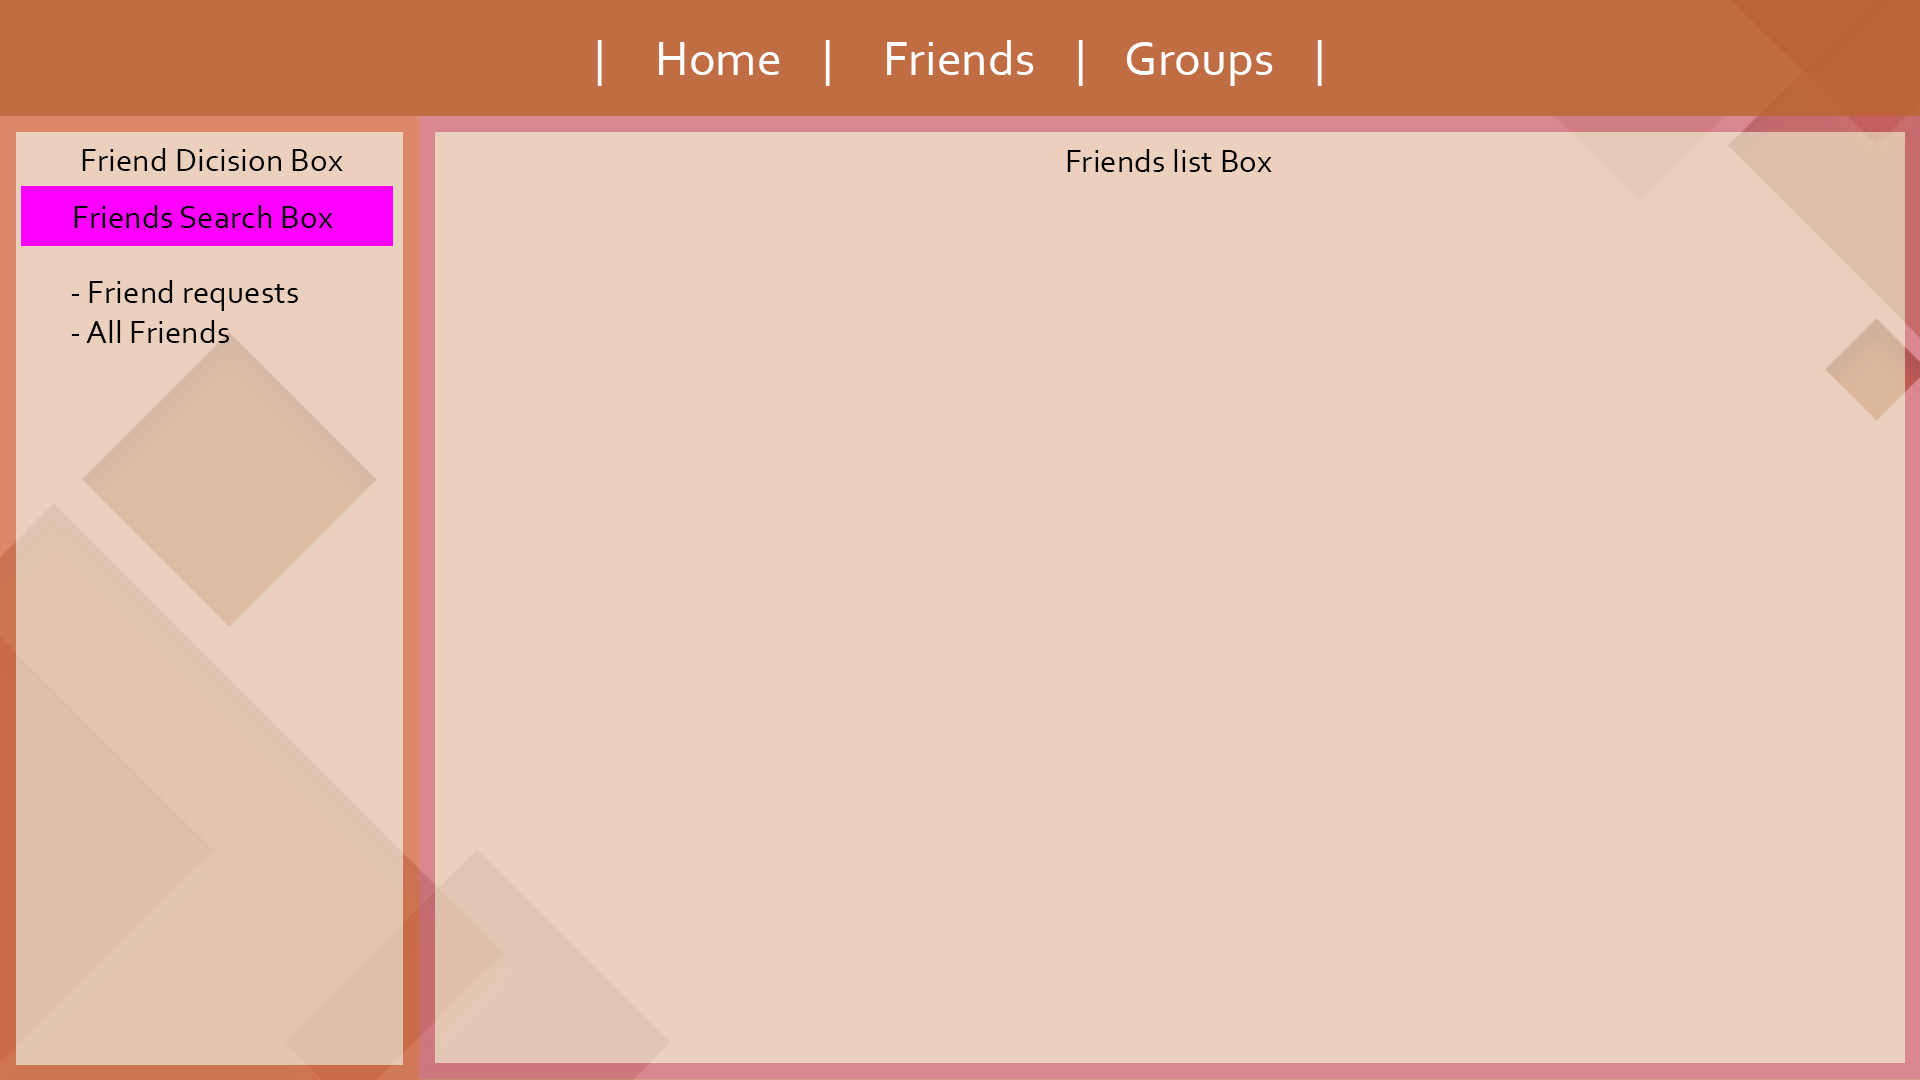 | Home | Friends | Groups |
Friend Dicision Box
Friends Search Box
- Friend requests
- All Friends
Friends list Box